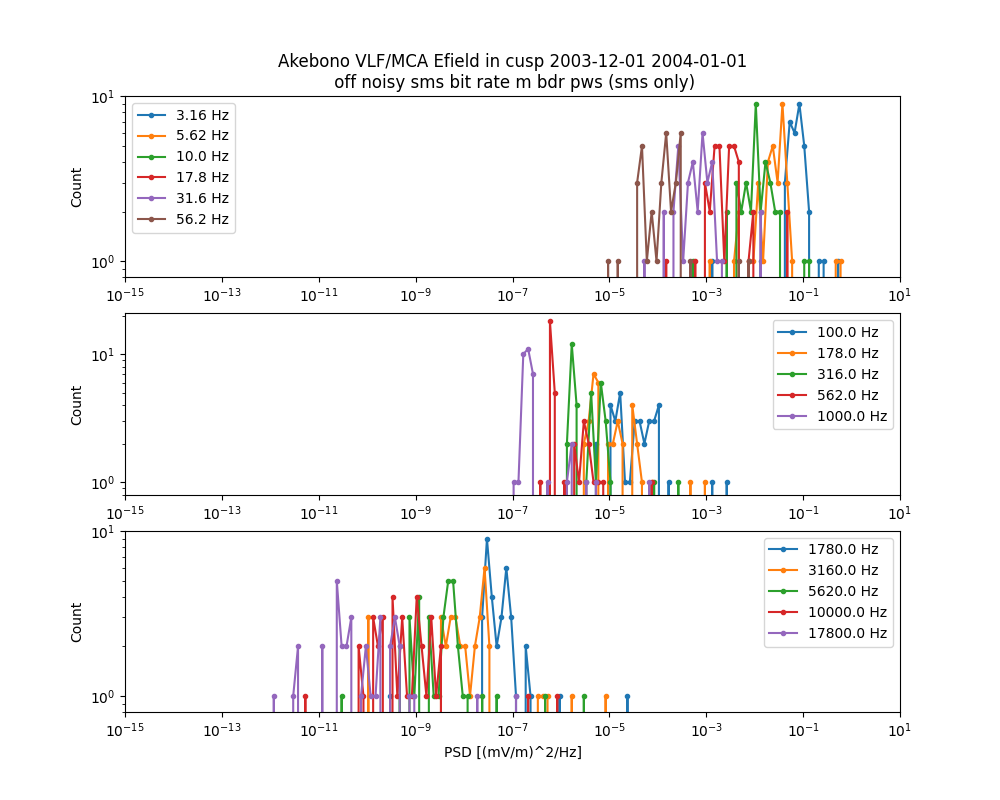 Akebono VLF/MCA Efield in cusp 2003-12-01 2004-01-01
off noisy sms bit rate m bdr pws (sms only)
10^1
10^0
Count
3.16 Hz
5.62 Hz
10.0 Hz
17.8 Hz
31.6 Hz
56.2 Hz
10^-15 10^-13 10^-11 10^-9 10^-7 10^-5 10^-3 10^-1 10^1
10^1
10^0
Count
100.0 Hz
178.0 Hz
316.0 Hz
562.0 Hz
1000.0 Hz
10^-15 10^-13 10^-11 10^-9 10^-7 10^-5 10^-3 10^-1 10^1
10^1
10^0
Count
1780.0 Hz
3160.0 Hz
5620.0 Hz
10000.0 Hz
17800.0 Hz
10^-15 10^-13 10^-11 10^-9 10^-7 10^-5 10^-3 10^-1 10^1
PSD [(mV/m)^2/Hz]